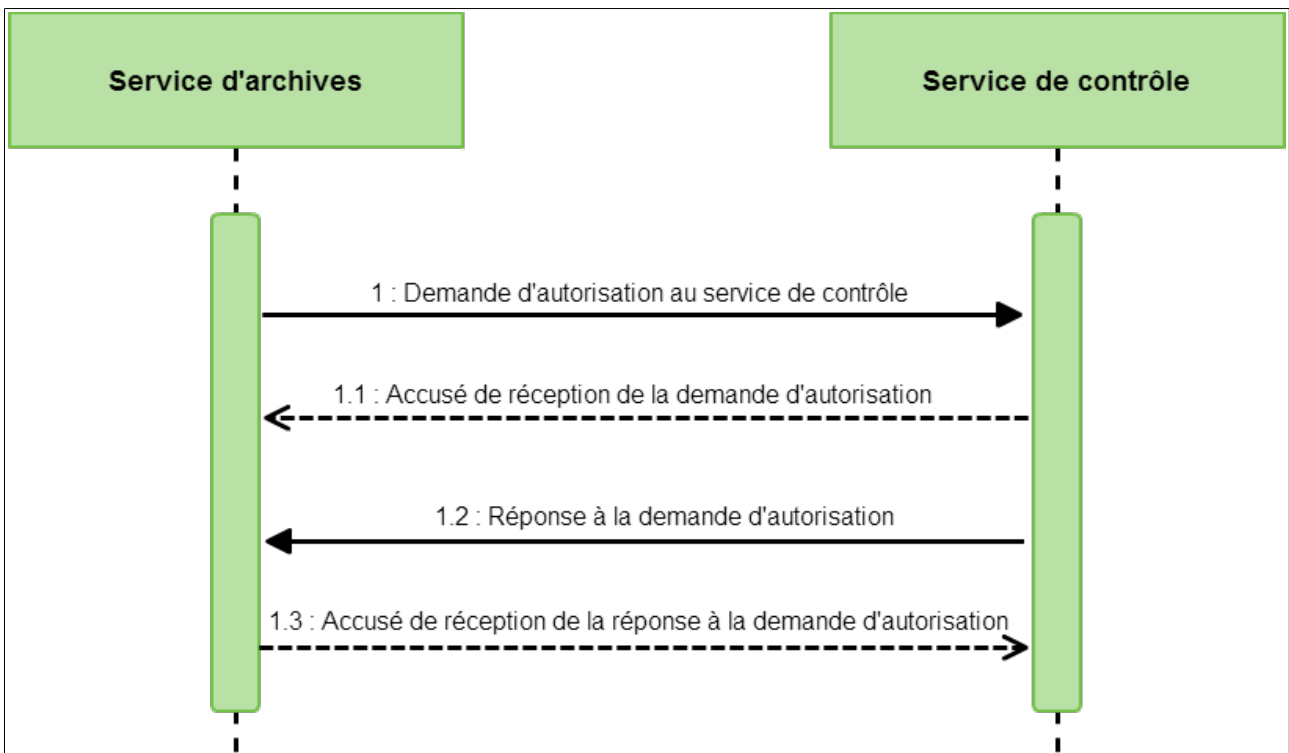 Service d'archives
Service de contrôle
1 : Demande d'autorisation au service de contrôle
1.1 : Accusé de réception de la demande d'autorisation
1.2 : Réponse à la demande d'autorisation
1.3 : Accusé de réception de la réponse à la demande d'autorisation